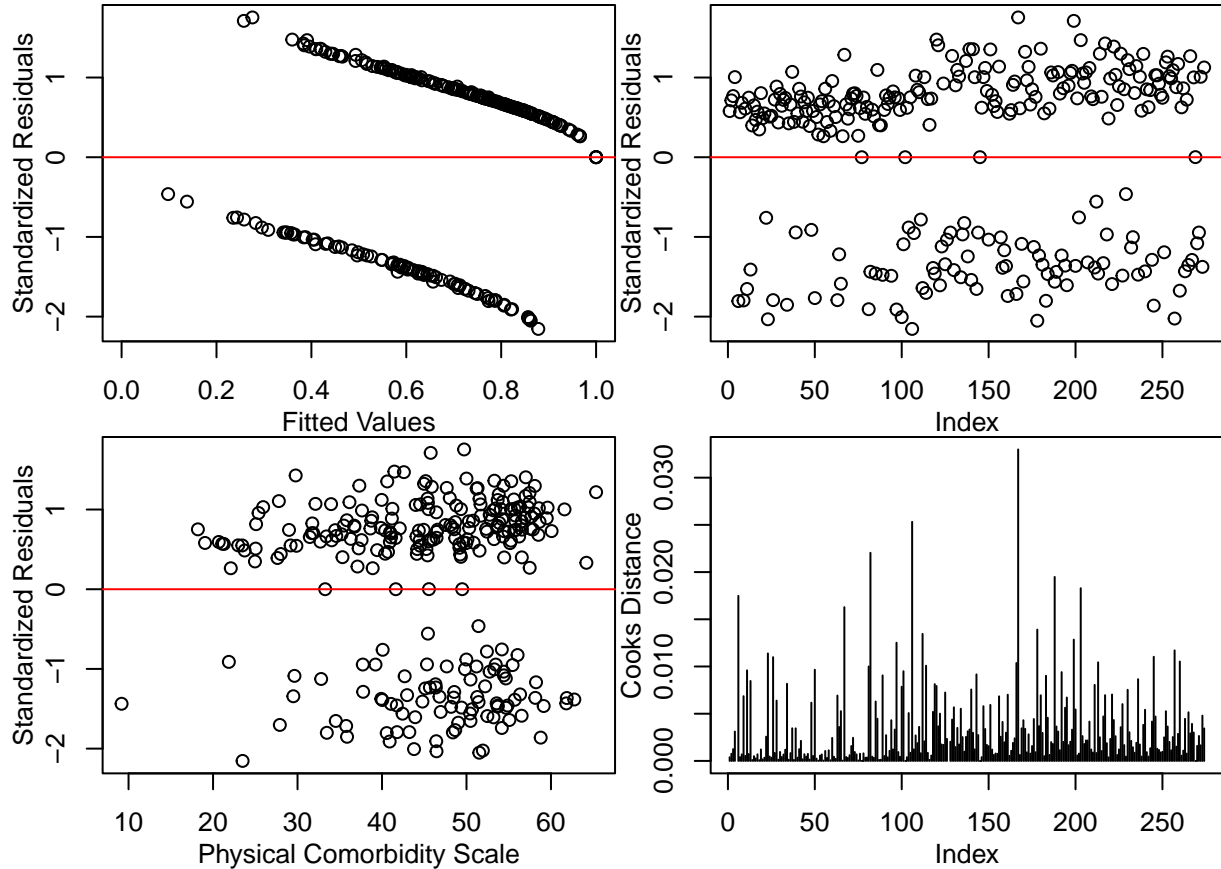 Standardized Residuals
1
0
−1
−2
0.0 0.2 0.4 0.6 0.8 1.0
Fitted Values
Standardized Residuals
1
0
−1
−2
0 50 100 150 200 250
Index
Standardized Residuals
1
0
−1
−2
10 20 30 40 50 60
Physical Comorbidity Scale
Cooks Distance
0.030
0.020
0.010
0.000
0 50 100 150 200 250
Index